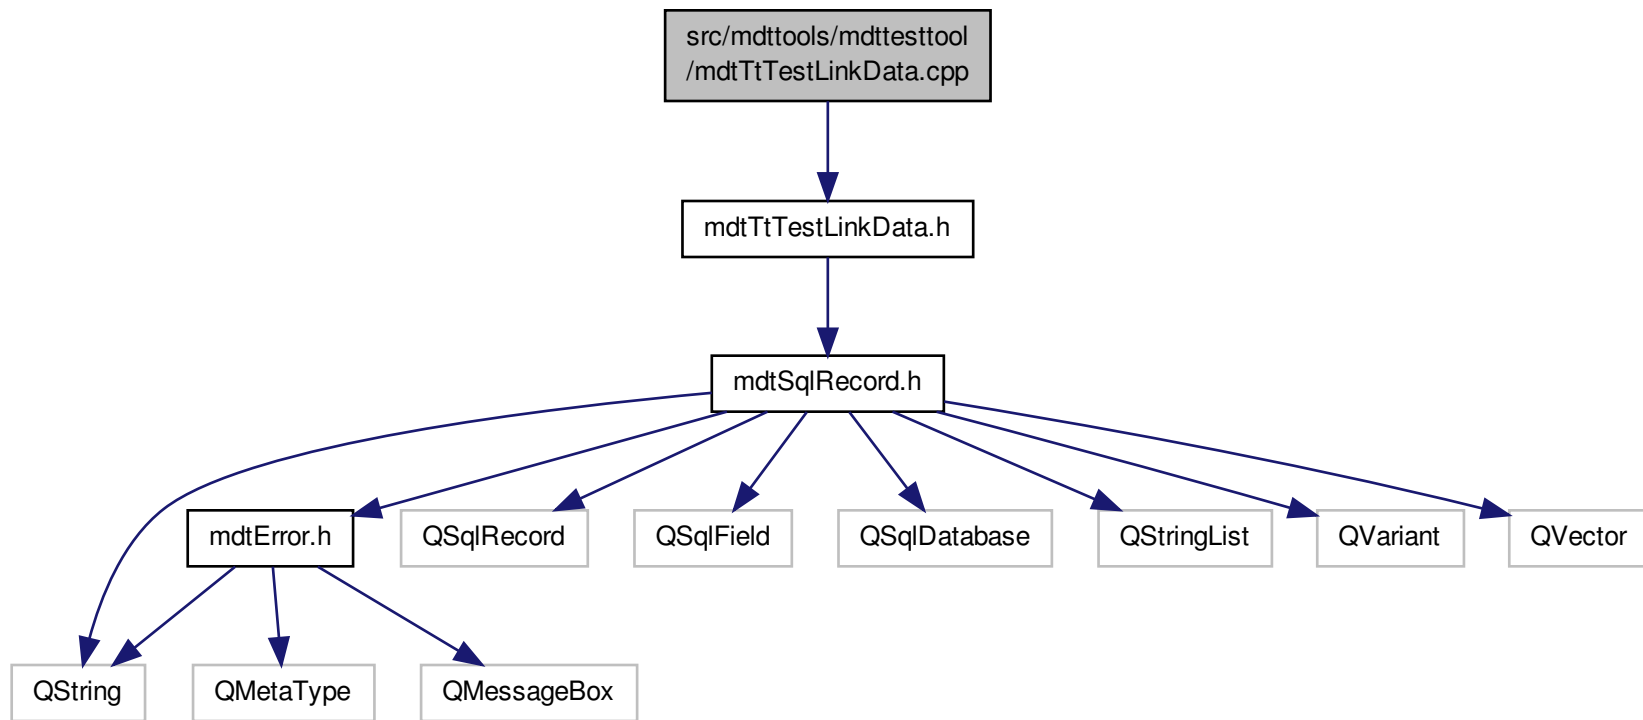 src/mdttools/mdttesttool
/mdtTtTestLinkData.cpp
mdtTtTestLinkData.h
mdtSqlRecord.h
mdtError.h
QSqlRecord
QSqlField
QSqlDatabase
QStringList
QVariant
QVector
QString
QMetaType
QMessageBox